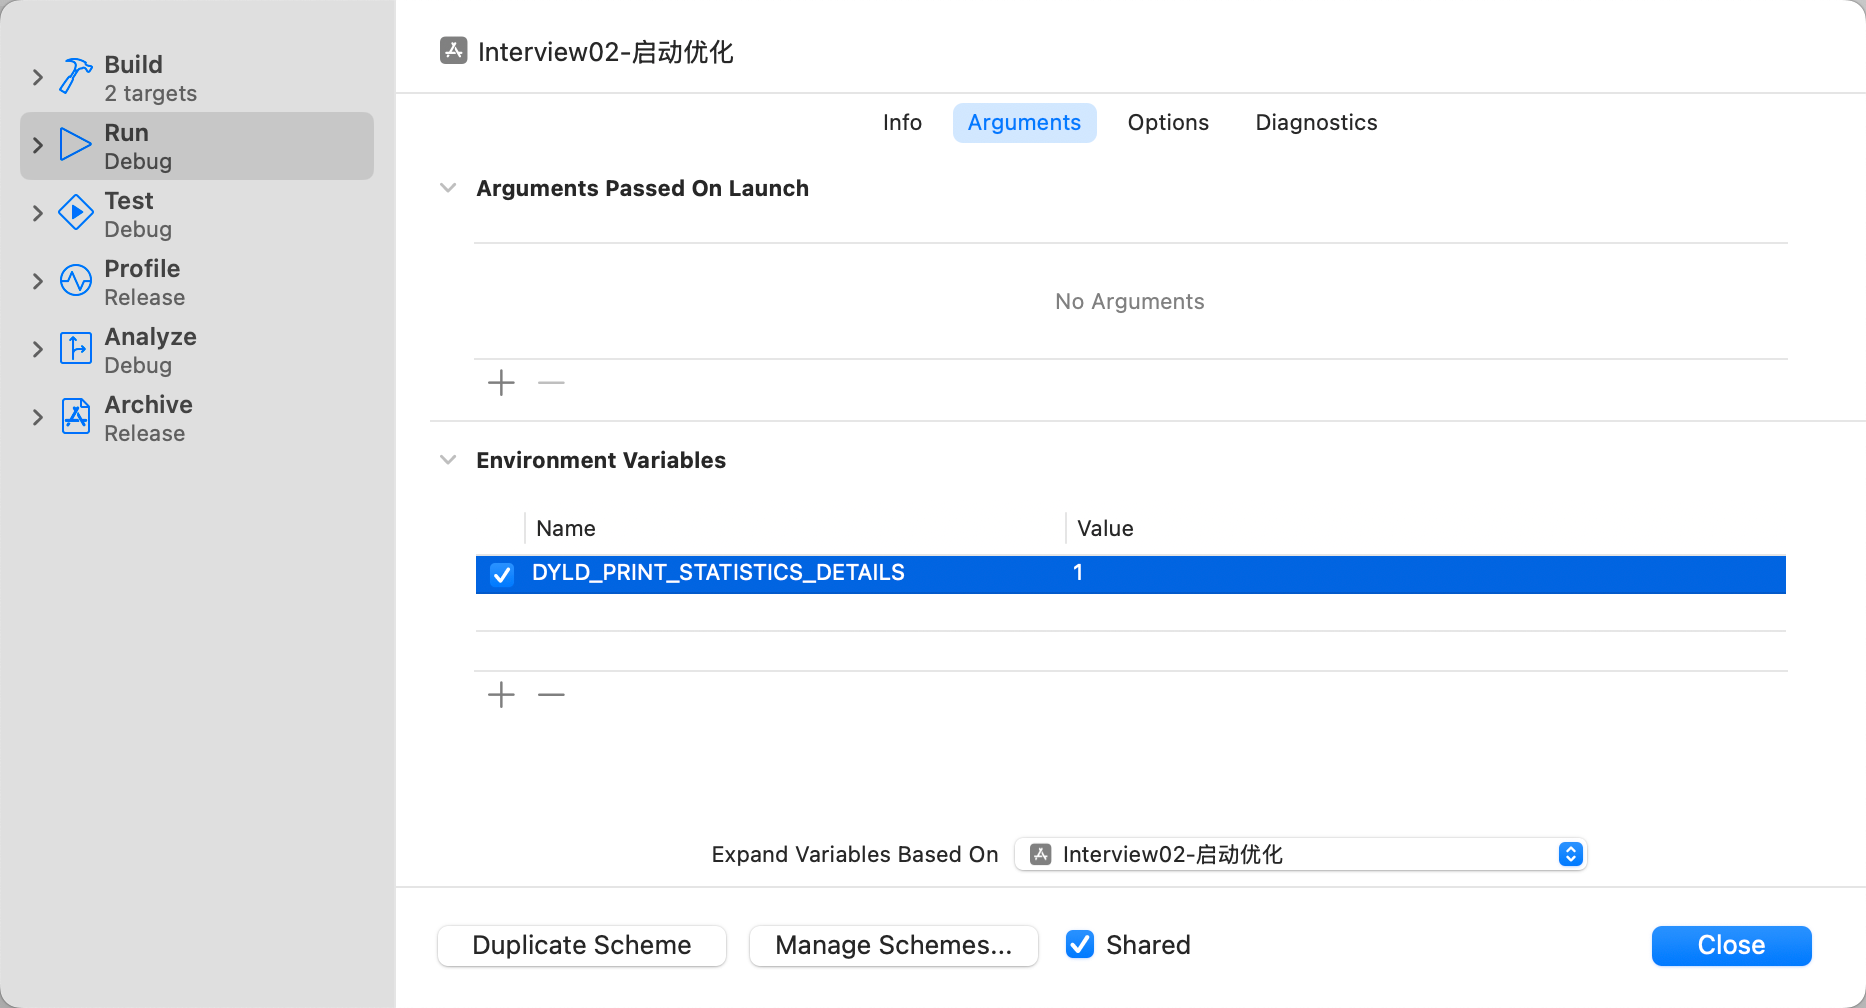 Build
2 targets
Run
Debug
Test
Debug
Profile
Release
Analyze
Debug
Archive
Release
Interview02-启动优化
Info Arguments Options Diagnostics
Arguments Passed On Launch
No Arguments
Environment Variables
Name Value
DYLD_PRINT_STATISTICS_DETAILS 1
Expand Variables Based On Interview02-启动优化
Duplicate Scheme Manage Schemes... Shared Close